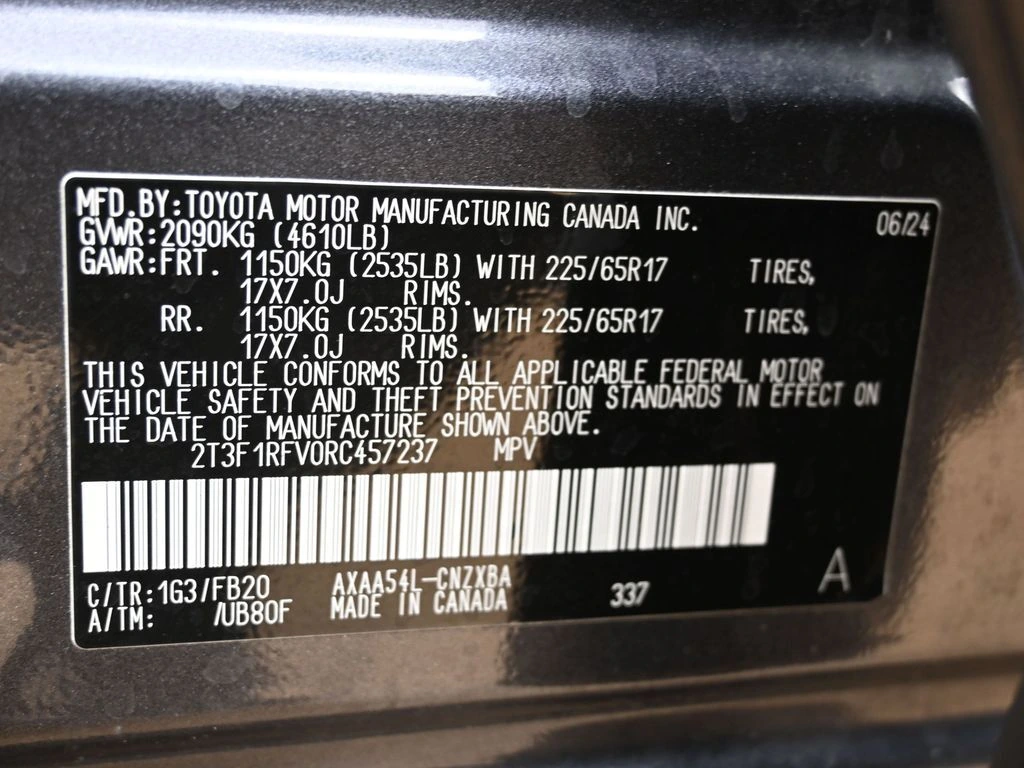 MFD.BY:TOYOTA MOTOR MANUFACTURING CANADA INC. 06/24
GVWR:2090KG (4610LB)
GAWR:FRT. 1150KG (2535LB) WITH 225/65R17 TIRES,
17X7.0J RIMS.
RR. 1150KG (2535LB) WITH 225/65R17 TIRES,
17X7.0J RIMS.
THIS VEHICLE CONFORMS TO ALL APPLICABLE FEDERAL MOTOR
VEHICLE SAFETY AND THEFT PREVENTION STANDARDS IN EFFECT ON
THE DATE OF MANUFACTURE SHOWN ABOVE.
2T3F1RFV0RC457237 MPV
C/TR:1G3/FB20 AXAA54L-CNZXBA 337 A
A/TM: /UB80F MADE IN CANADA